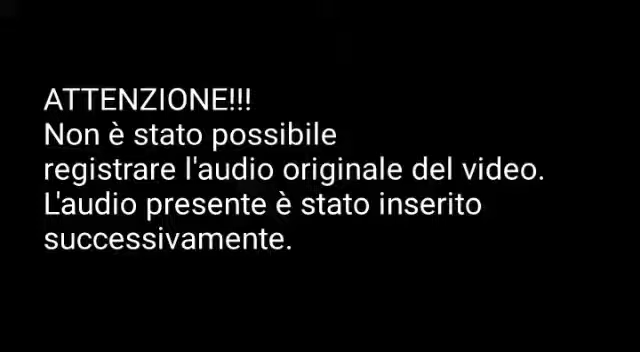 ATTENZIONE!!!
Non è stato possibile
registrare l'audio originale del video.
L'audio presente è stato inserito
successivamente.